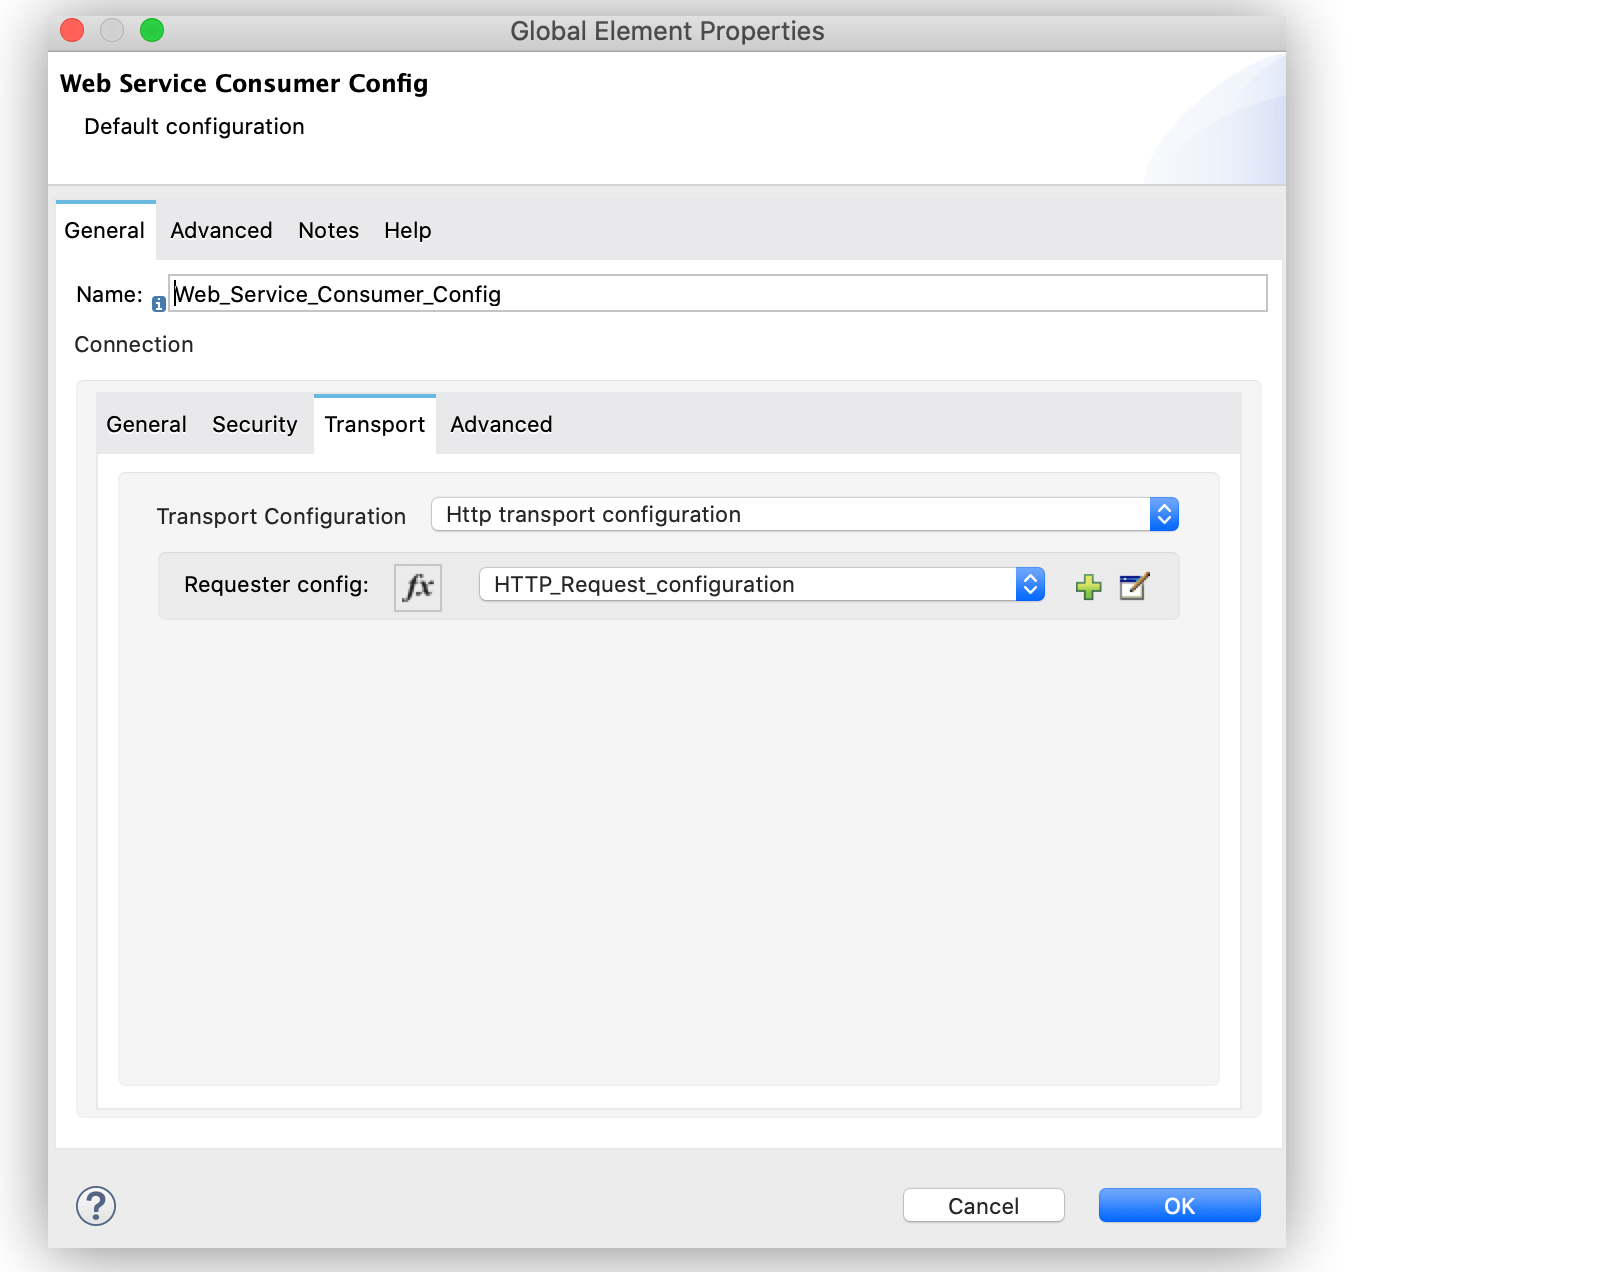 Global Element Properties
Web Service Consumer Config
Default configuration
General Advanced Notes Help
Name: Web_Service_Consumer_Config
Connection
General Security Transport Advanced
Transport Configuration Http transport configuration
Requester config: fx HTTP_Request_configuration
? Cancel OK